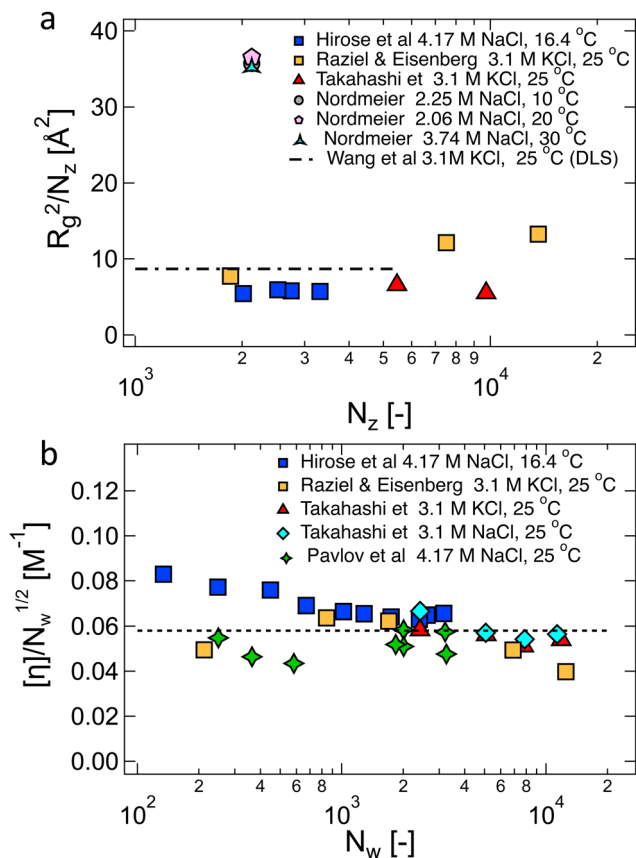 a
40
30
20
10
0
R_g^2/N_z [Å^2]
Hirose et al 4.17 M NaCl, 16.4 °C
Raziel & Eisenberg 3.1 M KCl, 25 °C
Takahashi et 3.1 M KCl, 25 °C
Nordmeier 2.25 M NaCl, 10 °C
Nordmeier 2.06 M NaCl, 20 °C
Nordmeier 3.74 M NaCl, 30 °C
Wang et al 3.1M KCl, 25 °C (DLS)
10^3 2 3 4 5 6 7 8 9 10^4 2
N_z [-]
b
0.12
0.10
0.08
0.06
0.04
0.02
0.00
[η]/N_w^1/2 [M^-1]
Hirose et al 4.17 M NaCl, 16.4 °C
Raziel & Eisenberg 3.1 M KCl, 25 °C
Takahashi et 3.1 M KCl, 25 °C
Takahashi et 3.1 M NaCl, 25 °C
Pavlov et al 4.17 M NaCl, 25 °C
10^2 2 4 6 8 10^3 2 4 6 8 10^4 2
N_w [-]